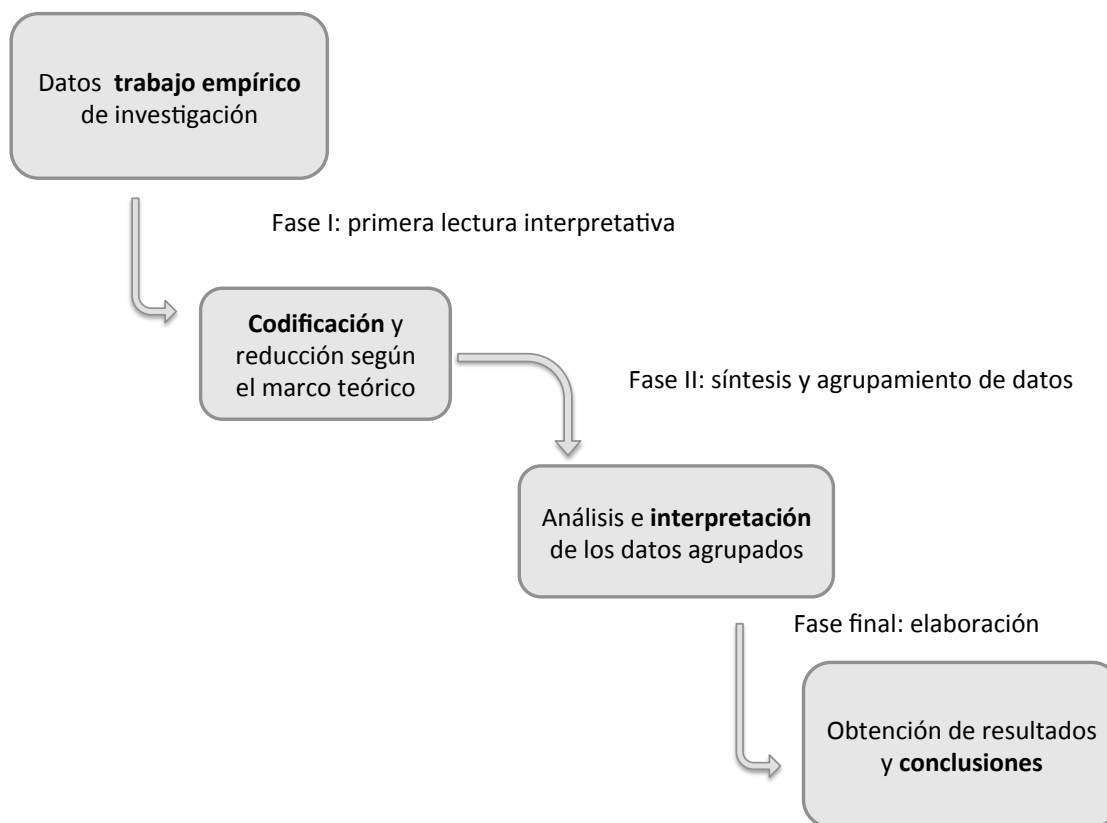 Datos trabajo empírico
de investigación
Fase I: primera lectura interpretativa
Codificación y
reducción según
el marco teórico
Fase II: síntesis y agrupamiento de datos
Análisis e interpretación
de los datos agrupados
Fase final: elaboración
Obtención de resultados
y conclusiones